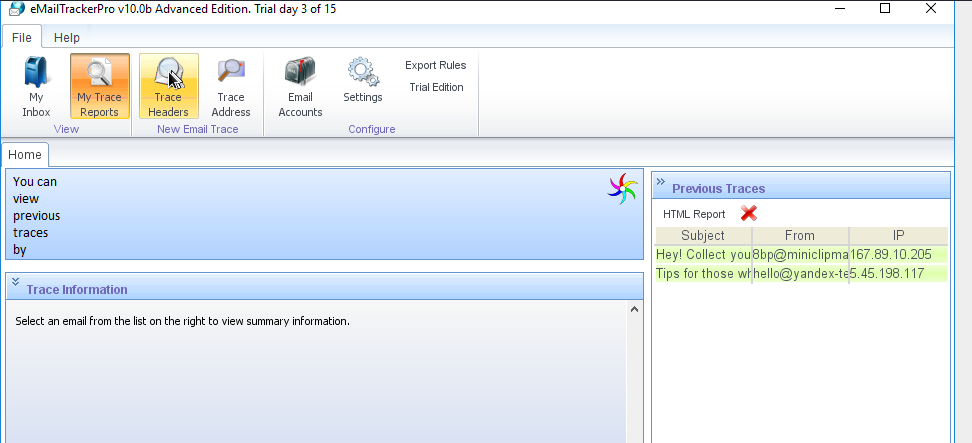 eMailTrackerPro v10.0b Advanced Edition. Trial day 3 of 15
File Help
My Inbox
My Trace Reports
Trace Headers
Trace Address
Email Accounts
Settings
Export Rules
Trial Edition
View
New Email Trace
Configure
Home
You can
view
previous
traces
by
Previous Traces
HTML Report
Subject From IP
Hey! Collect you 8bp@miniclipma 167.89.10.205
Tips for those wh hello@yandex-te 5.45.198.117
Trace Information
Select an email from the list on the right to view summary information.